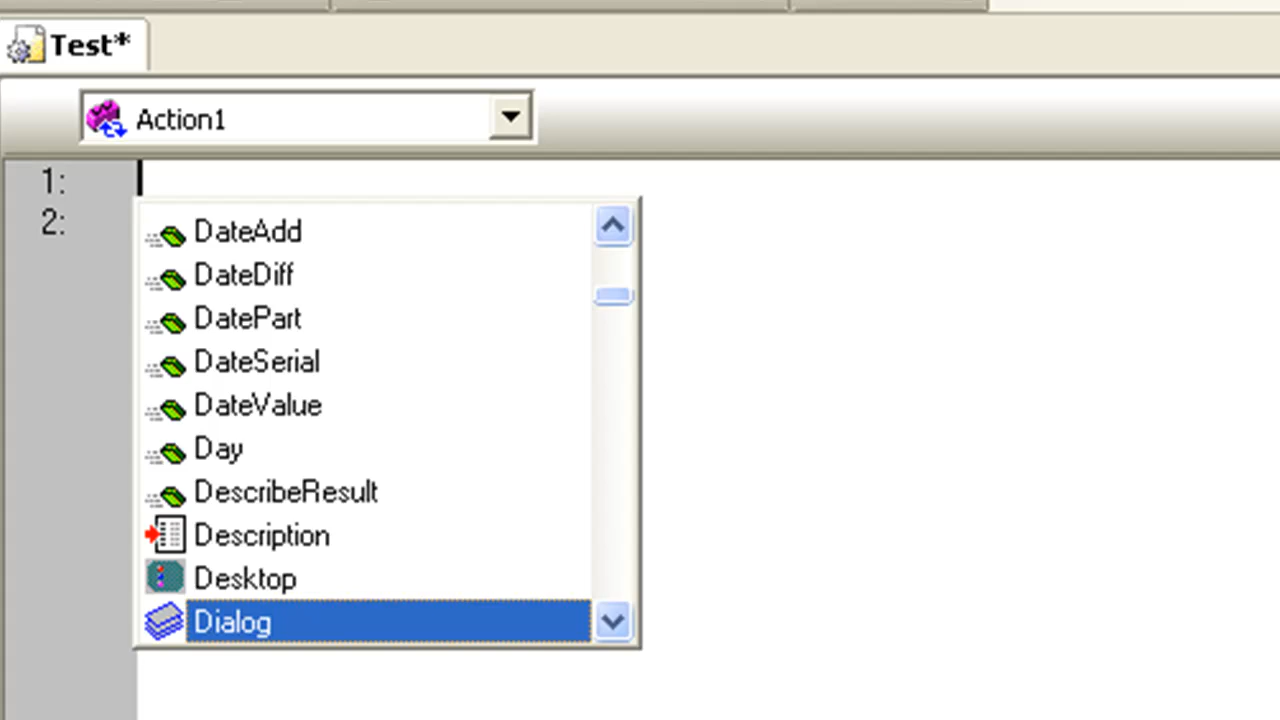 Test*
Action1
1:
2:
DateAdd
DateDiff
DatePart
DateSerial
DateValue
Day
DescribeResult
Description
Desktop
Dialog